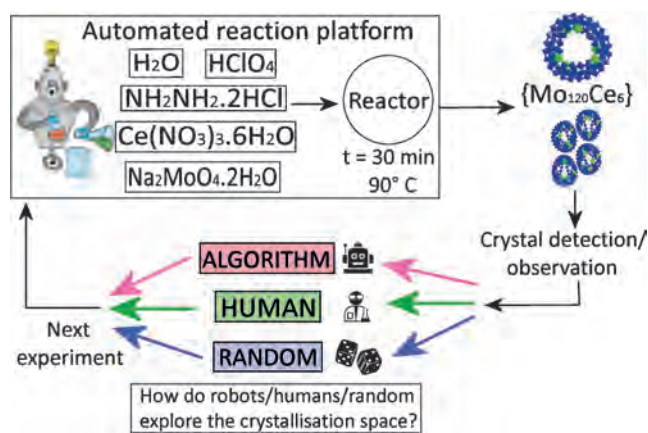 Automated reaction platform
H₂O
HClO₄
NH₂NH₂.2HCl
Ce(NO₃)₃.6H₂O
Na₂MoO₄.2H₂O
Reactor
t = 30 min
90° C
{Mo₁₂₀Ce₆}
Crystal detection/
observation
ALGORITHM
HUMAN
RANDOM
Next
experiment
How do robots/humans/random
explore the crystallisation space?